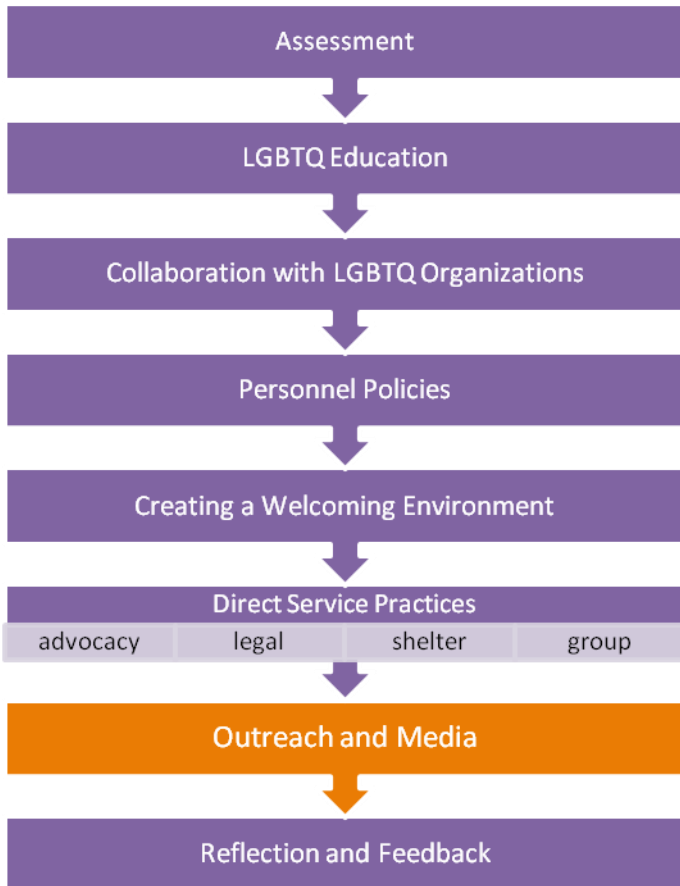 Assessment
LGBTQ Education
Collaboration with LGBTQ Organizations
Personnel Policies
Creating a Welcoming Environment
Direct Service Practices
advocacy legal shelter group
Outreach and Media
Reflection and Feedback